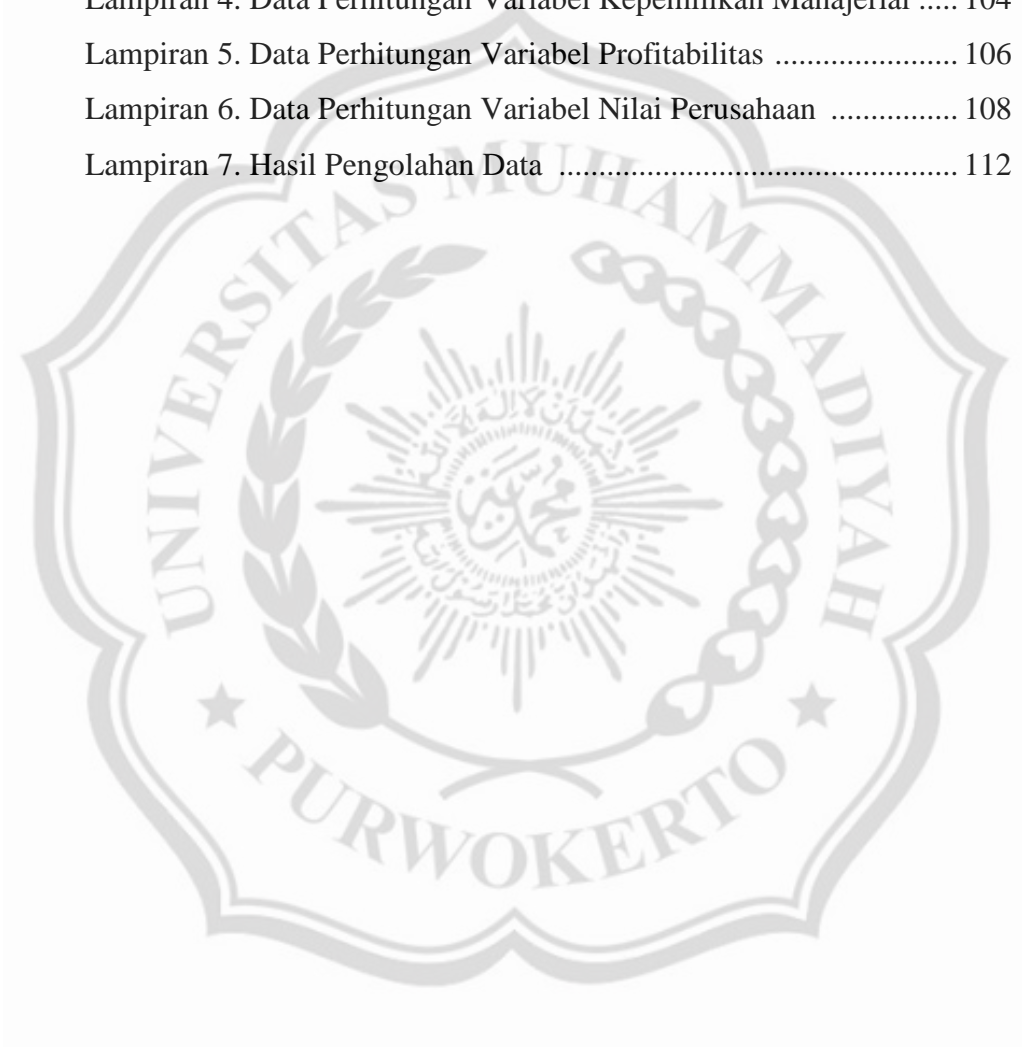 Lampiran 4. Data Perhitungan Variabel Kepemilikan Manajerial ..... 104
Lampiran 5. Data Perhitungan Variabel Profitabilitas ...................... 106
Lampiran 6. Data Perhitungan Variabel Nilai Perusahaan ............... 108
Lampiran 7. Hasil Pengolahan Data ................................................ 112
UNIVERSITAS MUHAMMADIYAH
PURWOKERTO